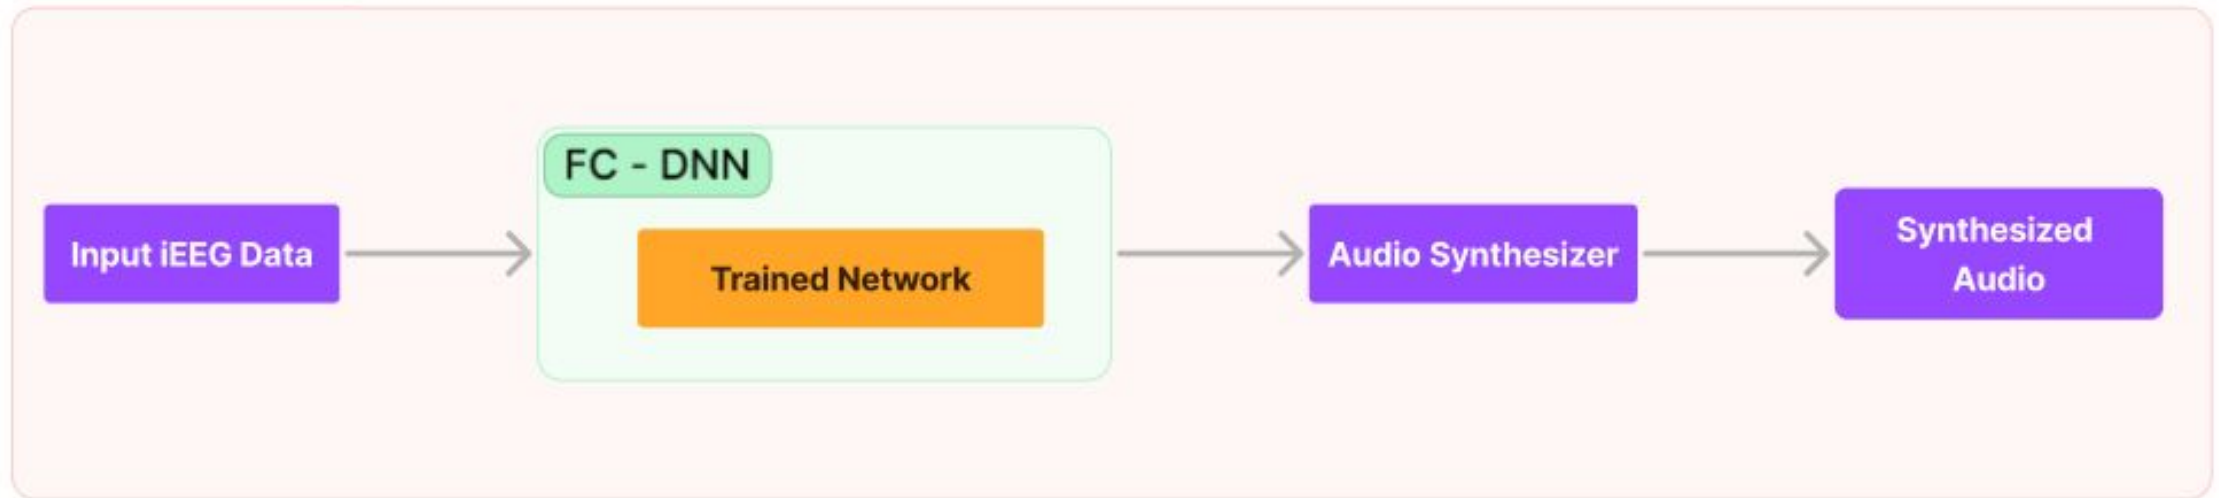 FC - DNN
Input iEEG Data
Trained Network
Audio Synthesizer
Synthesized
Audio